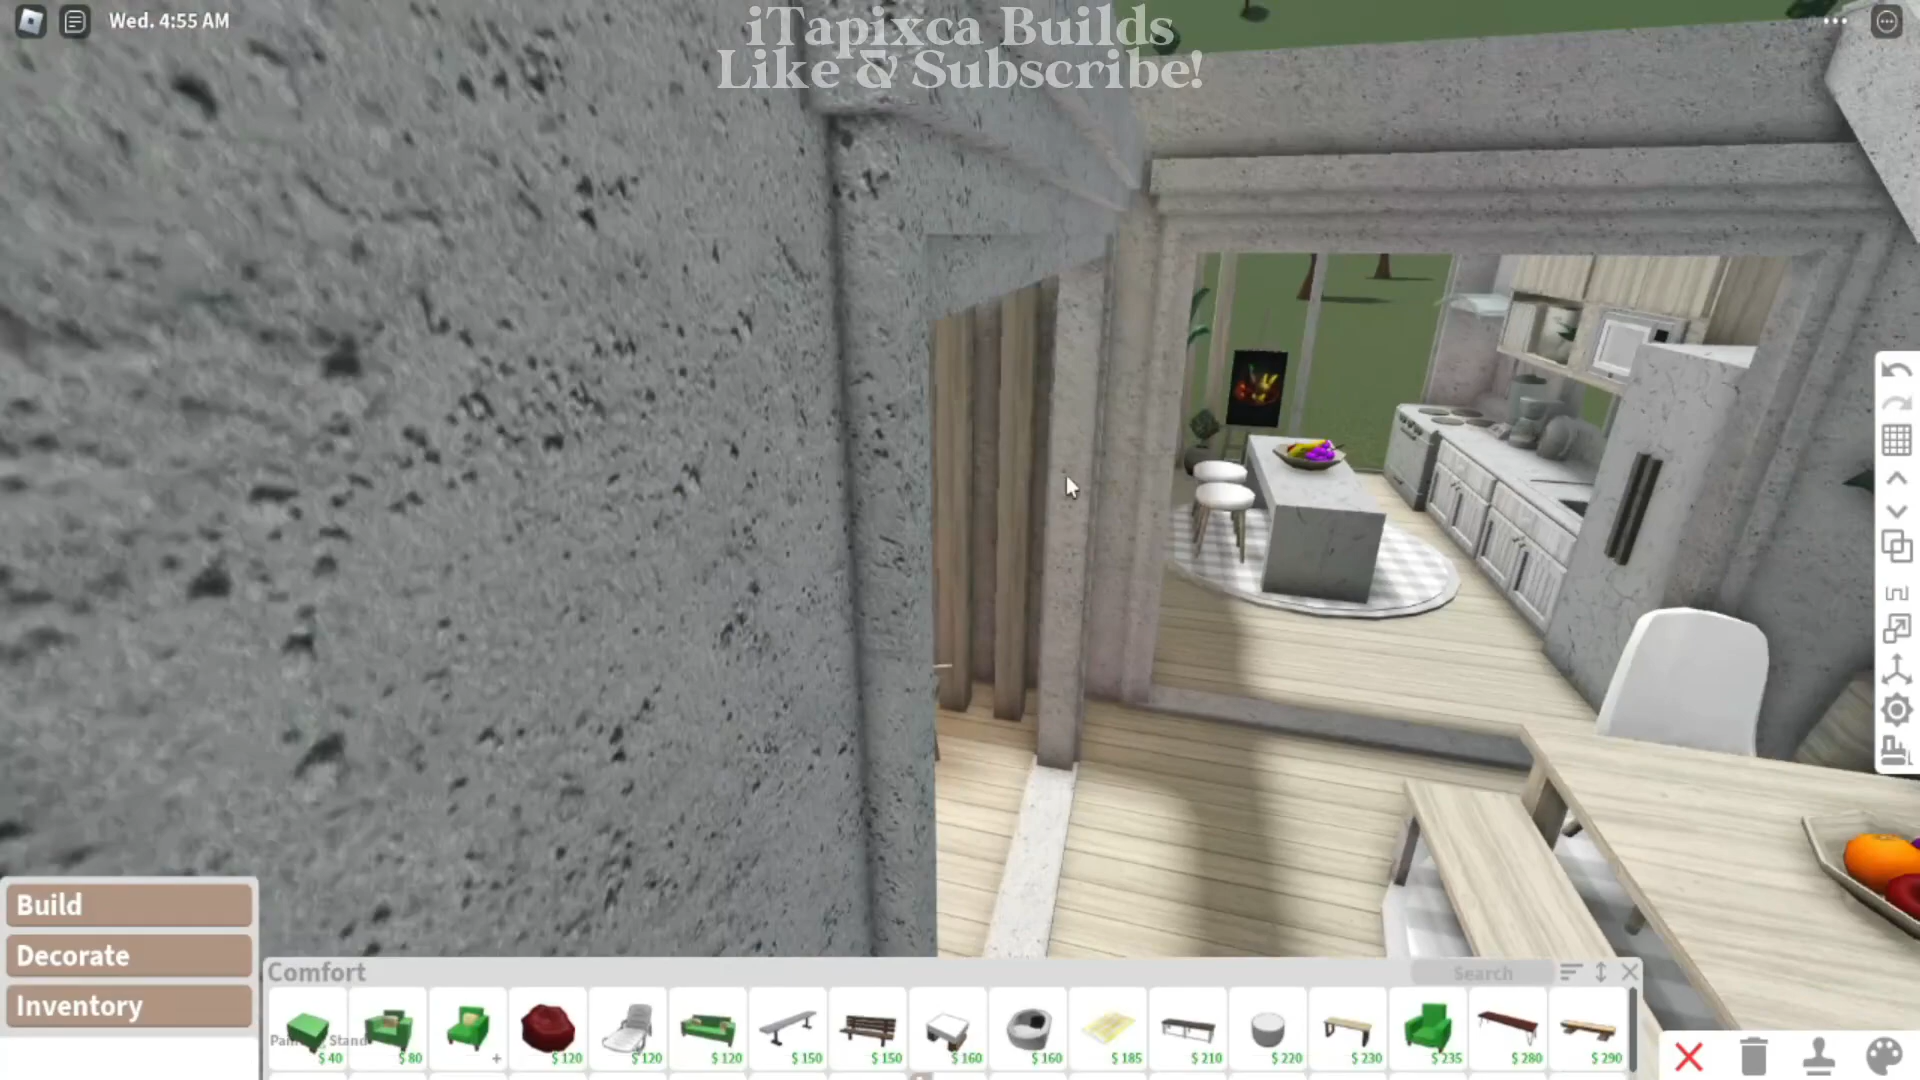 Wed. 4:55 AM
iTapixca Builds
Like & Subscribe!
Build
Decorate
Inventory
Comfort
Search
Stand
$40
$80
+
$120
$120
$120
$150
$150
$160
$160
$185
$210
$220
$230
$235
$280
$290